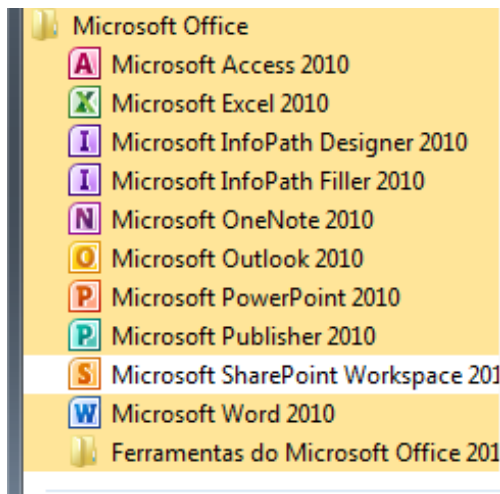 Microsoft Office
Microsoft Access 2010
Microsoft Excel 2010
Microsoft InfoPath Designer 2010
Microsoft InfoPath Filler 2010
Microsoft OneNote 2010
Microsoft Outlook 2010
Microsoft PowerPoint 2010
Microsoft Publisher 2010
Microsoft SharePoint Workspace 201
Microsoft Word 2010
Ferramentas do Microsoft Office 201